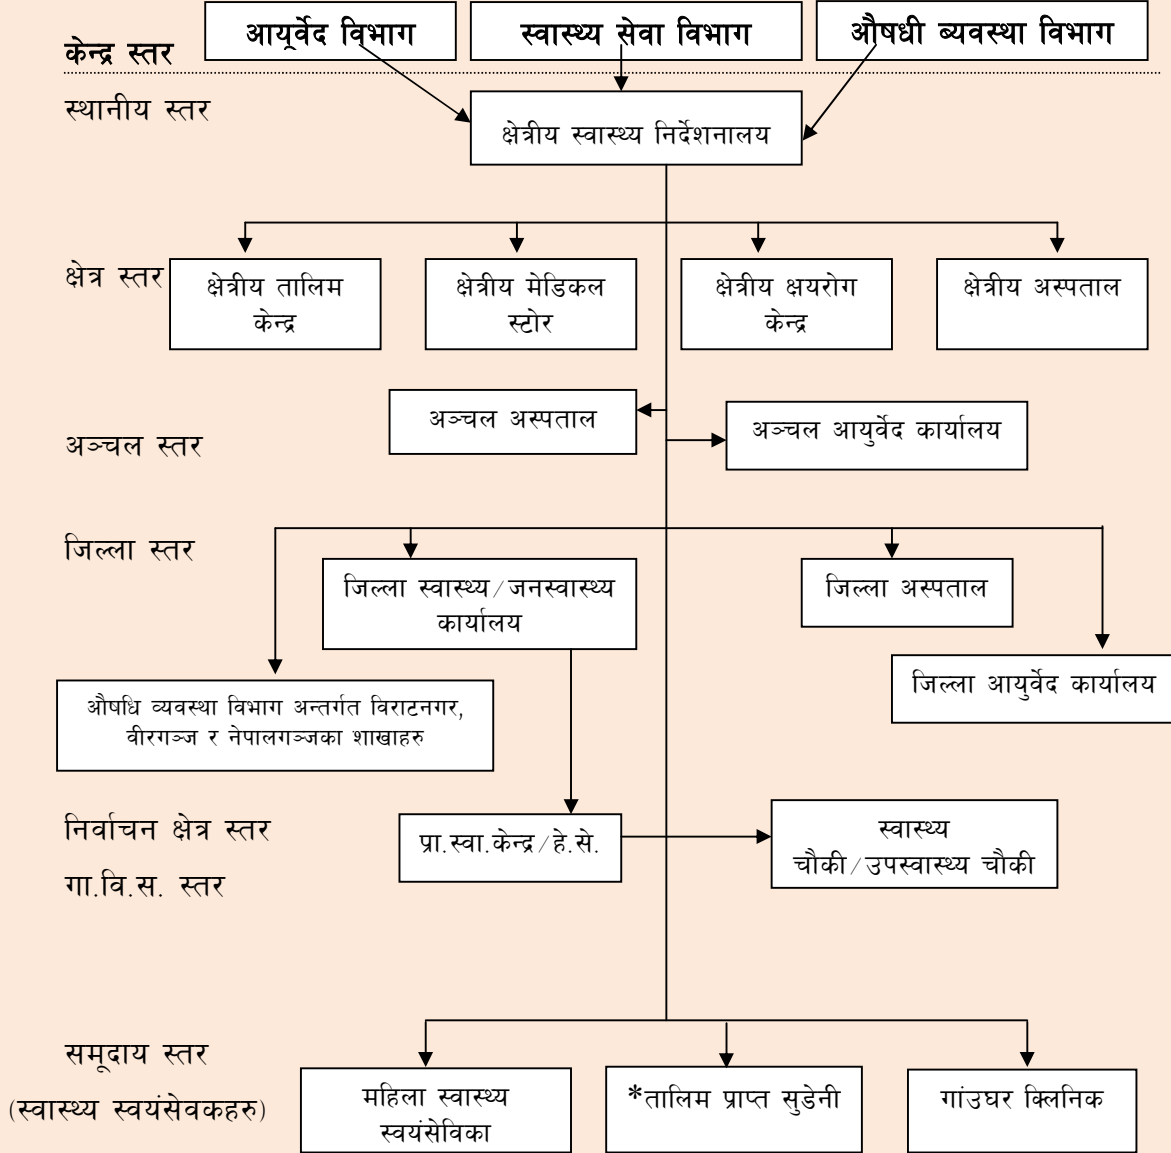 आयूर्वेद विभाग
स्वास्थ्य सेवा विभाग
औषधी ब्यवस्था विभाग
केन्द्र स्तर
स्थानीय स्तर
क्षेत्रीय स्वास्थ्य निर्देशनालय
क्षेत्र स्तर
क्षेत्रीय तालिम
केन्द्र
क्षेत्रीय मेडिकल
स्टोर
क्षेत्रीय क्षयरोग
केन्द्र
क्षेत्रीय अस्पताल
अञ्चल अस्पताल
अञ्चल आयुर्वेद कार्यालय
अञ्चल स्तर
जिल्ला स्तर
जिल्ला स्वास्थ्य/जनस्वास्थ्य
कार्यालय
जिल्ला अस्पताल
जिल्ला आयुर्वेद कार्यालय
औषधि व्यवस्था विभाग अन्तर्गत विराटनगर,
वीरगञ्ज र नेपालगञ्जका शाखाहरु
निर्वाचन क्षेत्र स्तर
गा.वि.स. स्तर
प्रा.स्वा.केन्द्र/हे.से.
स्वास्थ्य
चौकी/उपस्वास्थ्य चौकी
समूदाय स्तर
(स्वास्थ्य स्वयंसेवकहरु)
महिला स्वास्थ्य
स्वयंसेविका
*तालिम प्राप्त सुडेनी
गांउघर क्लिनिक